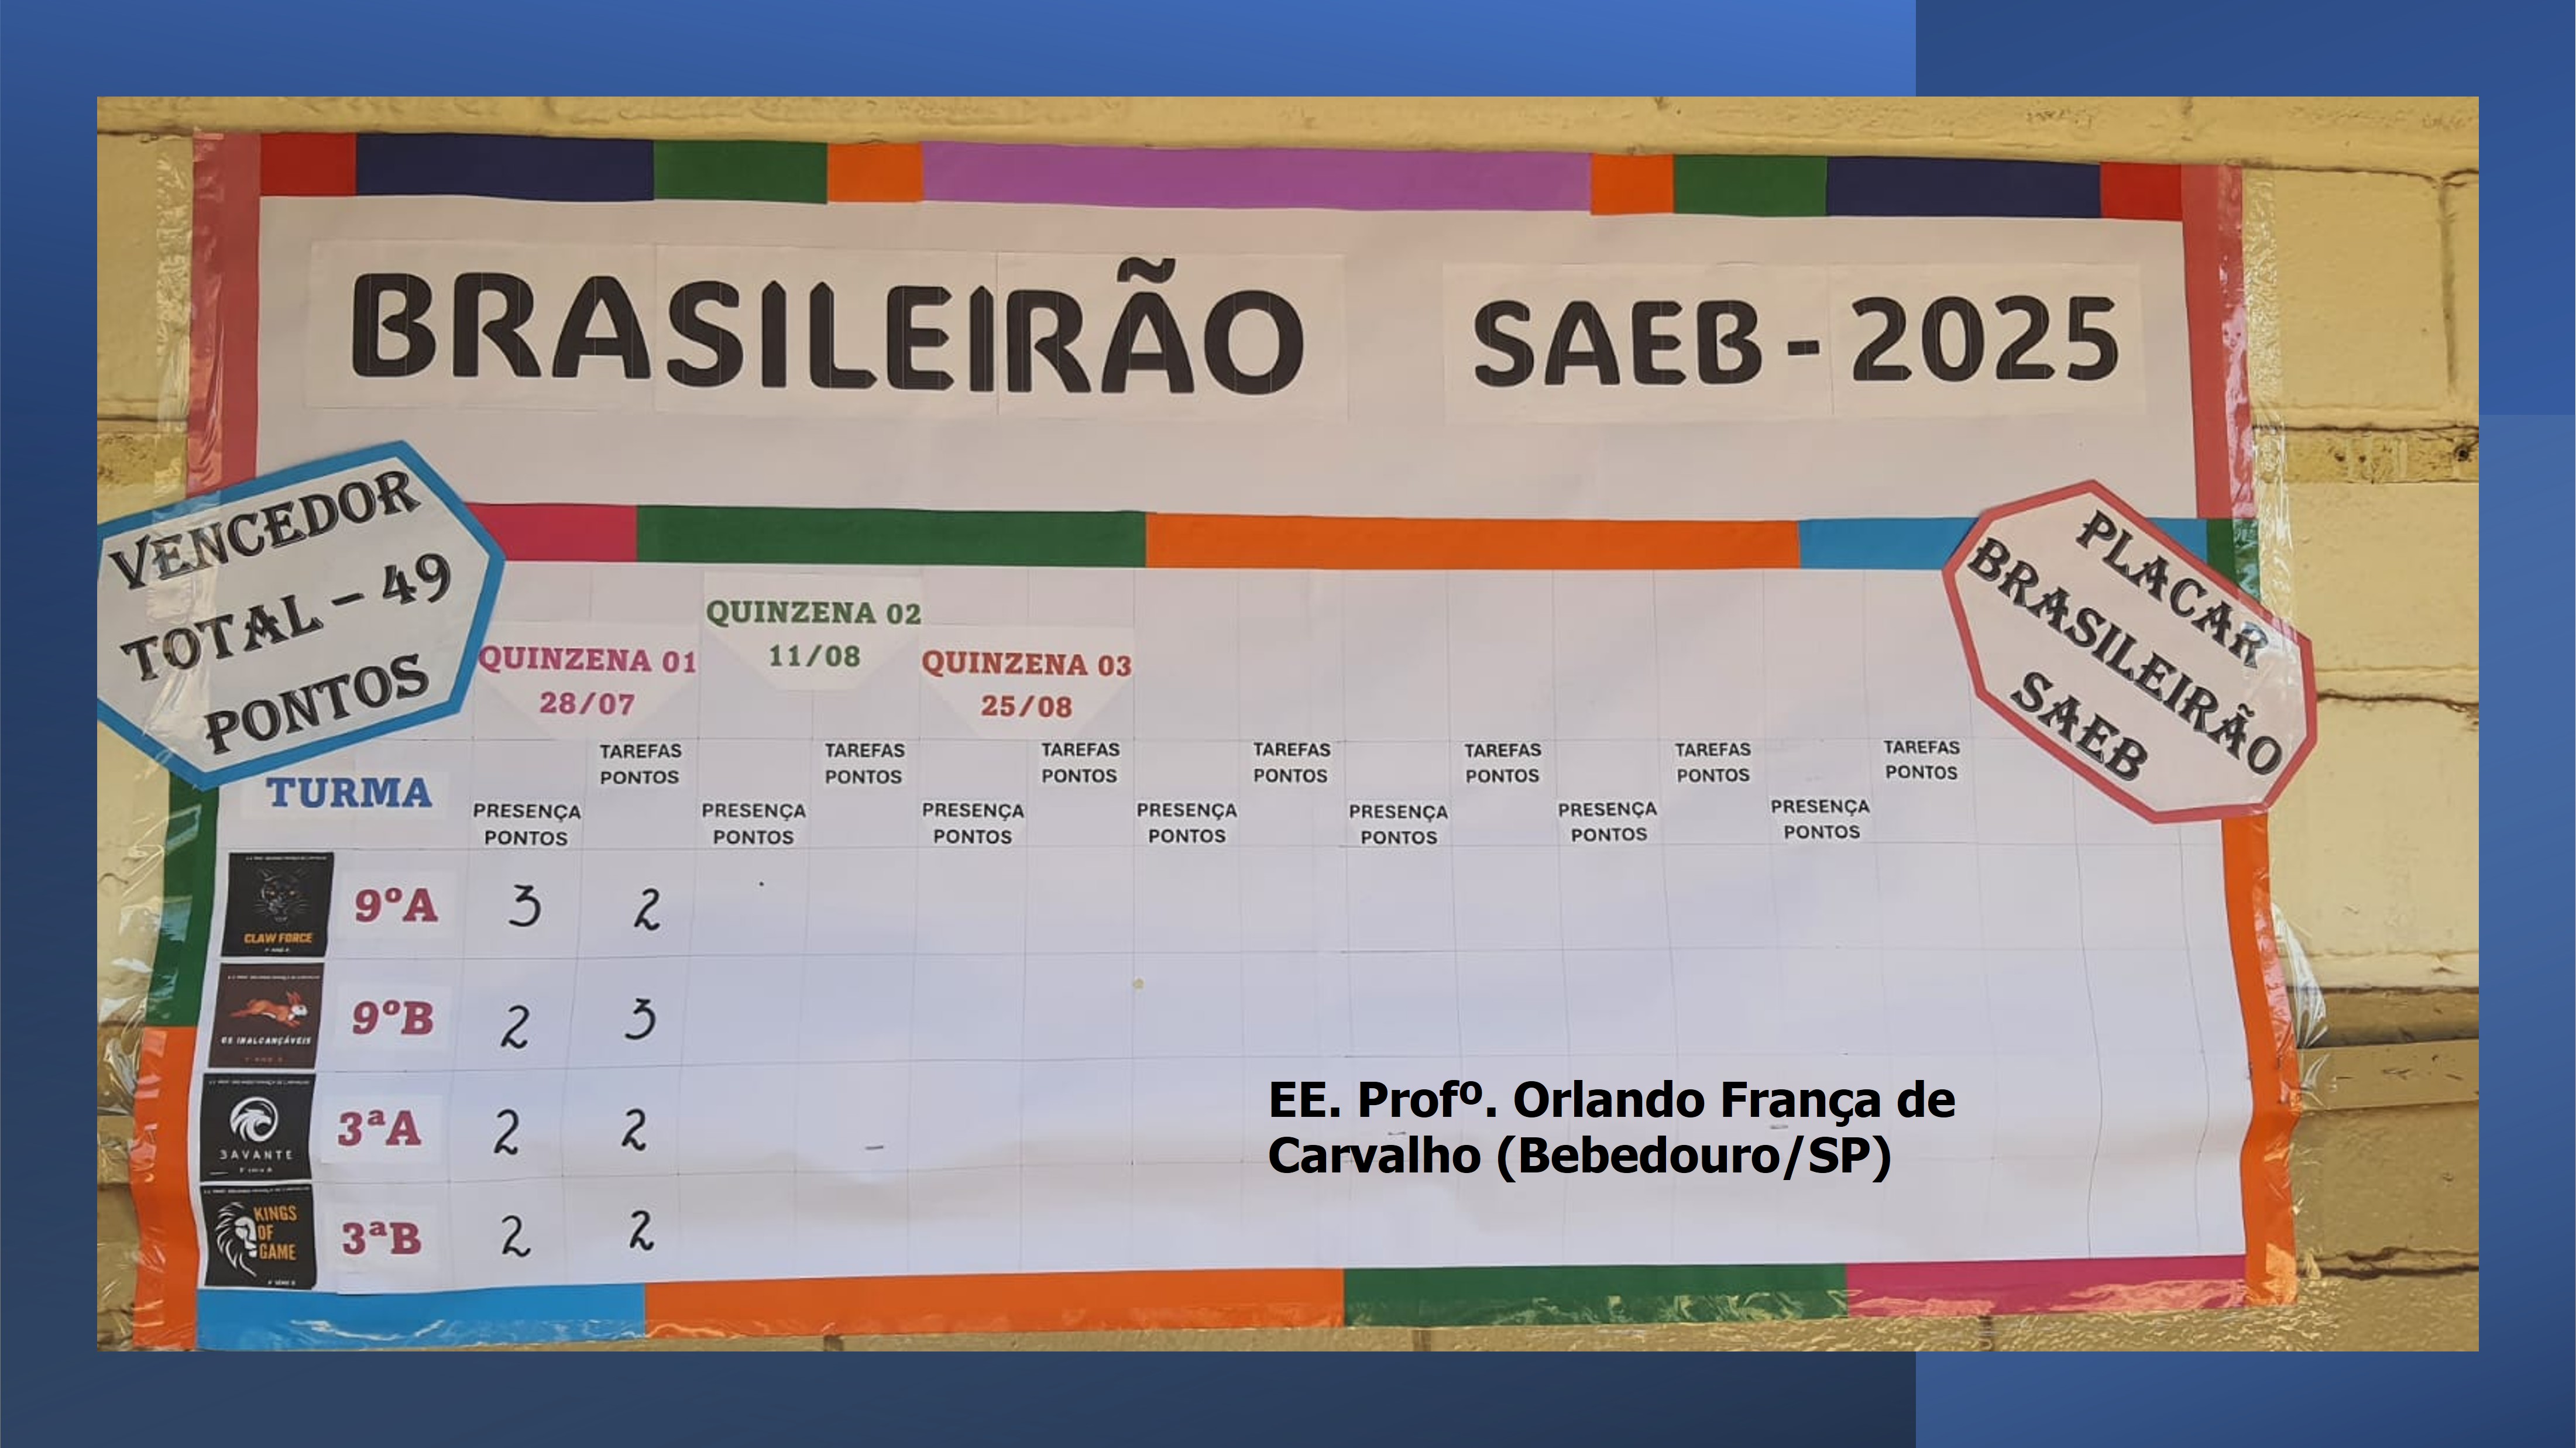 BRASILEIRÃO SAEB - 2025
VENCEDOR
TOTAL - 49
PONTOS
PLACAR
BRASILEIRÃO
SAEB
QUINZENA 01
28/07
QUINZENA 02
11/08
QUINZENA 03
25/08
TURMA
PRESENÇA
PONTOS
TAREFAS
PONTOS
PRESENÇA
PONTOS
TAREFAS
PONTOS
PRESENÇA
PONTOS
TAREFAS
PONTOS
PRESENÇA
PONTOS
TAREFAS
PONTOS
PRESENÇA
PONTOS
TAREFAS
PONTOS
PRESENÇA
PONTOS
TAREFAS
PONTOS
PRESENÇA
PONTOS
TAREFAS
PONTOS
CLAW FORCE
9ºA 3 2
OS INALCANÇÁVEIS
9ºB 2 3
3AVANTE
3ªA 2 2
KINGS
OF
GAME
3ªB 2 2
EE. Profº. Orlando França de
Carvalho (Bebedouro/SP)